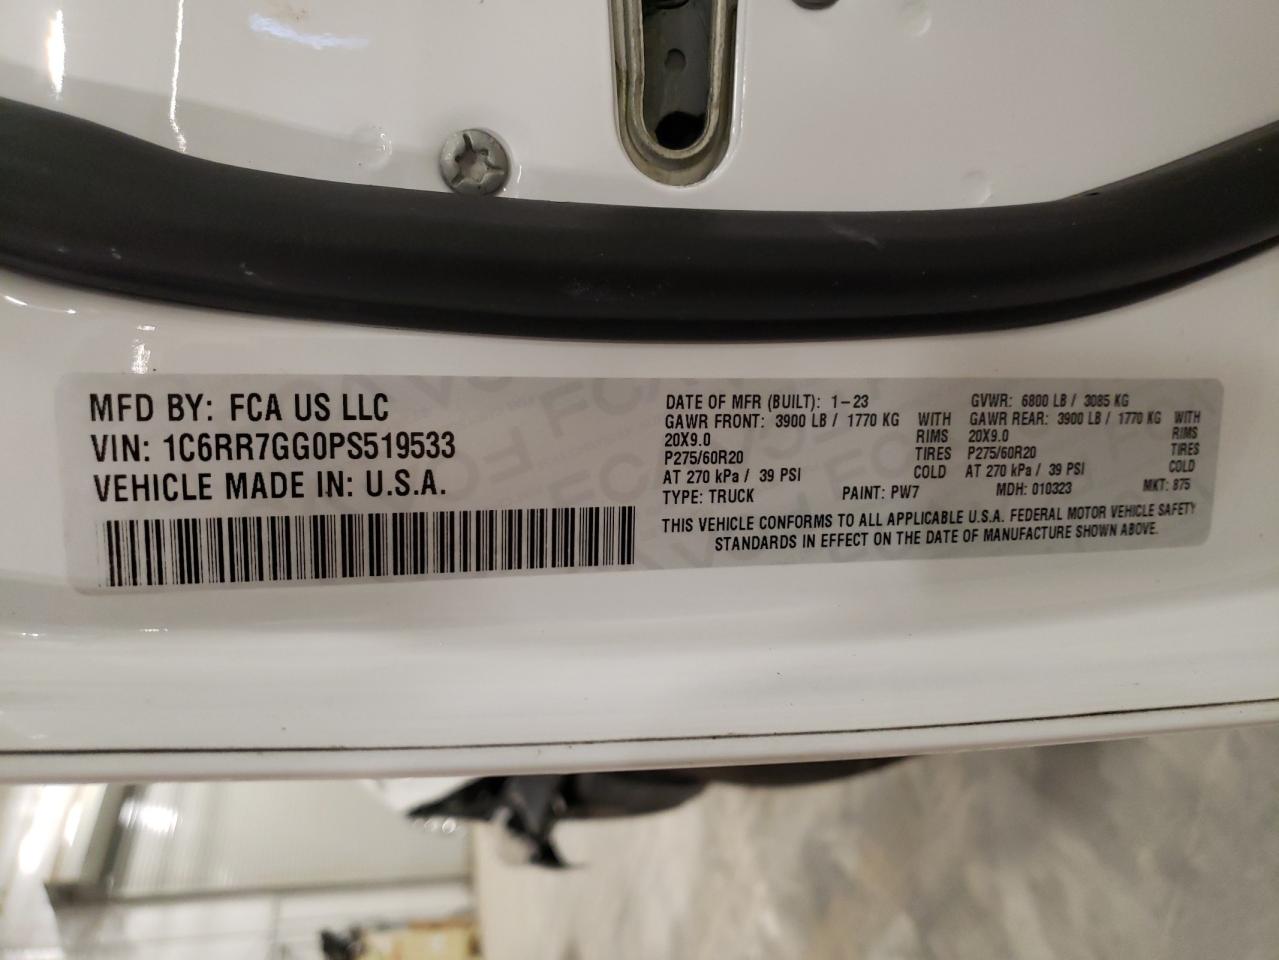 MFD BY: FCA US LLC
VIN: 1C6RR7GG0PS519533
VEHICLE MADE IN: U.S.A.
DATE OF MFR (BUILT): 1-23 GVWR: 6800 LB / 3085 KG
GAWR FRONT: 3900 LB / 1770 KG WITH GAWR REAR: 3900 LB / 1770 KG WITH
20X9.0 RIMS 20X9.0 RIMS
P275/60R20 TIRES P275/60R20 TIRES
AT 270 kPa / 39 PSI COLD AT 270 kPa / 39 PSI COLD
TYPE: TRUCK PAINT: PW7 MDH: 010323 MKT: 875
THIS VEHICLE CONFORMS TO ALL APPLICABLE U.S.A. FEDERAL MOTOR VEHICLE SAFETY
STANDARDS IN EFFECT ON THE DATE OF MANUFACTURE SHOWN ABOVE.